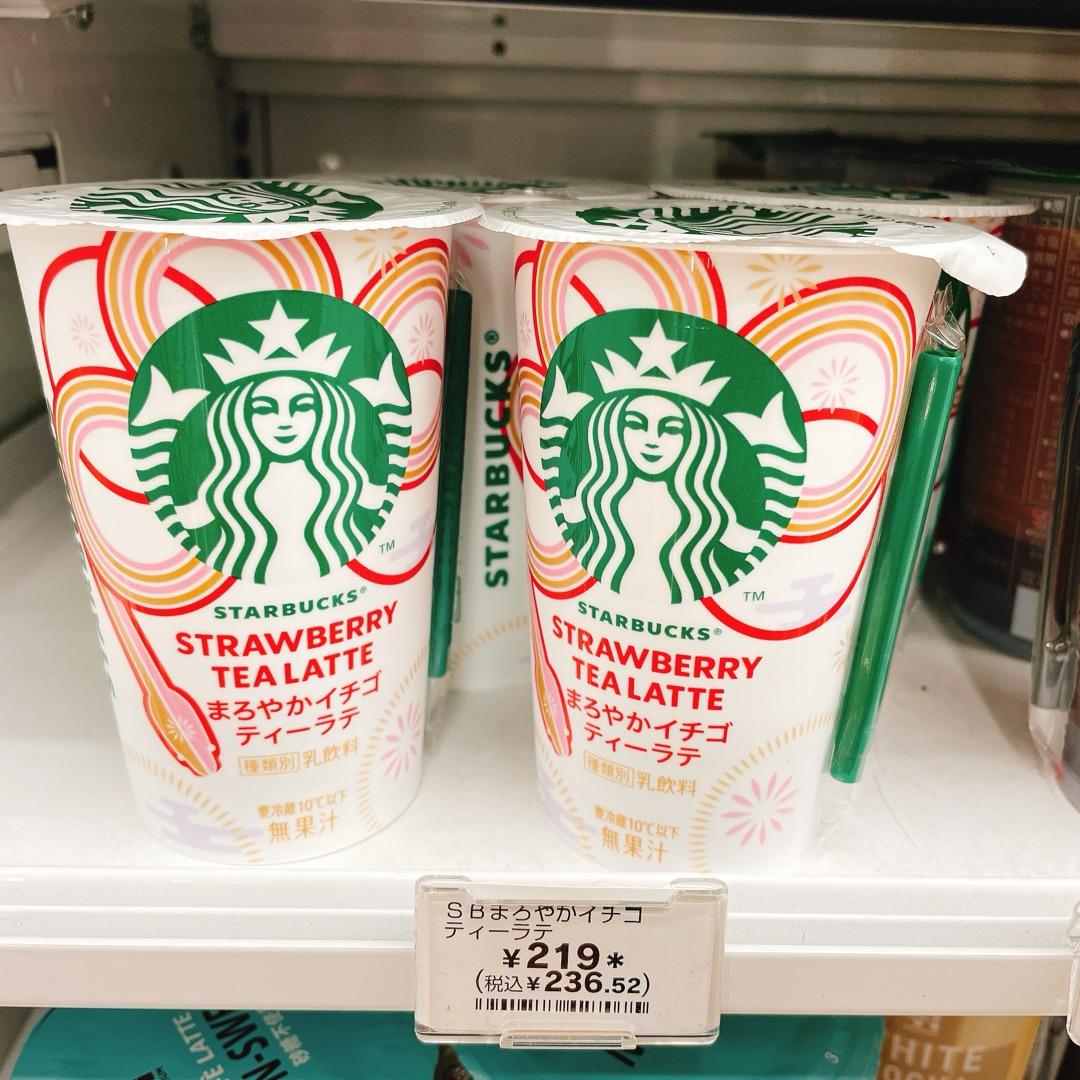 STARBUCKS®
STRAWBERRY
TEA LATTE
まろやかイチゴ
ティーラテ
種類別 乳飲料
要冷蔵10℃以下
無果汁
TM
STARBUCKS®
STARBUCKS®
STRAWBERRY
TEA LATTE
まろやかイチゴ
ティーラテ
種類別 乳飲料
要冷蔵10℃以下
無果汁
TM
SBまろやかイチゴ
ティーラテ
¥219*
(税込¥236.52)
LATTE
HITE